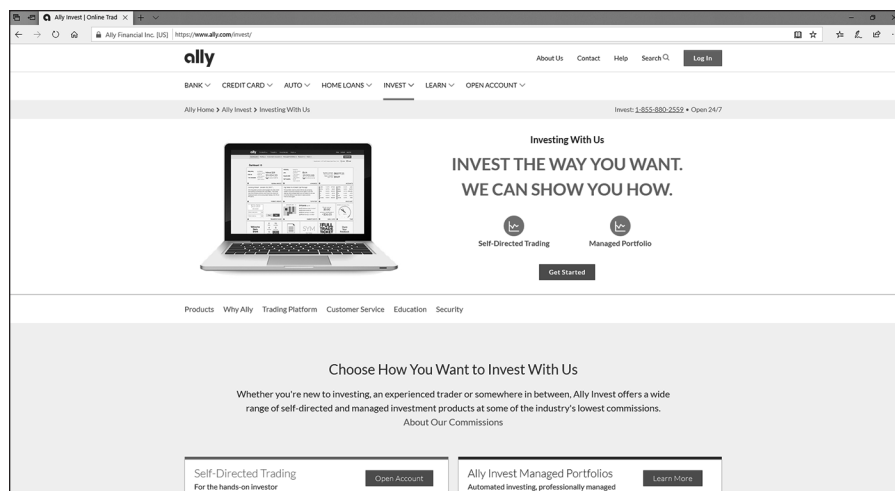 Ally Invest | Online Trad
Ally Financial Inc. [US] https://www.ally.com/invest/
ally
About Us Contact Help Search Log In
BANK CREDIT CARD AUTO HOME LOANS INVEST LEARN OPEN ACCOUNT
Ally Home > Ally Invest > Investing With Us
Invest: 1-855-880-2559 • Open 24/7
Investing With Us
INVEST THE WAY YOU WANT.
WE CAN SHOW YOU HOW.
Self-Directed Trading Managed Portfolio
Get Started
Products Why Ally Trading Platform Customer Service Education Security
Choose How You Want to Invest With Us
Whether you're new to investing, an experienced trader or somewhere in between, Ally Invest offers a wide
range of self-directed and managed investment products at some of the industry's lowest commissions.
About Our Commissions
Self-Directed Trading
For the hands-on investor
Open Account
Ally Invest Managed Portfolios
Automated investing, professionally managed
Learn More